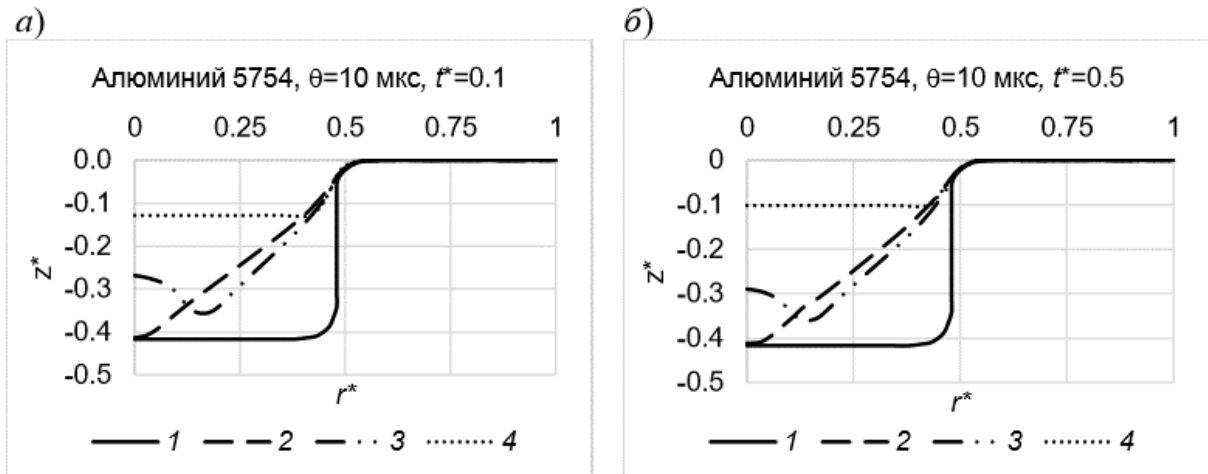 а)
Алюминий 5754, θ=10 мкс, t*=0.1
0 0.25 0.5 0.75 1
0.0
-0.1
-0.2
-0.3
-0.4
-0.5
z*
r*
1 2 3 4
б)
Алюминий 5754, θ=10 мкс, t*=0.5
0 0.25 0.5 0.75 1
0
-0.1
-0.2
-0.3
-0.4
-0.5
z*
r*
1 2 3 4